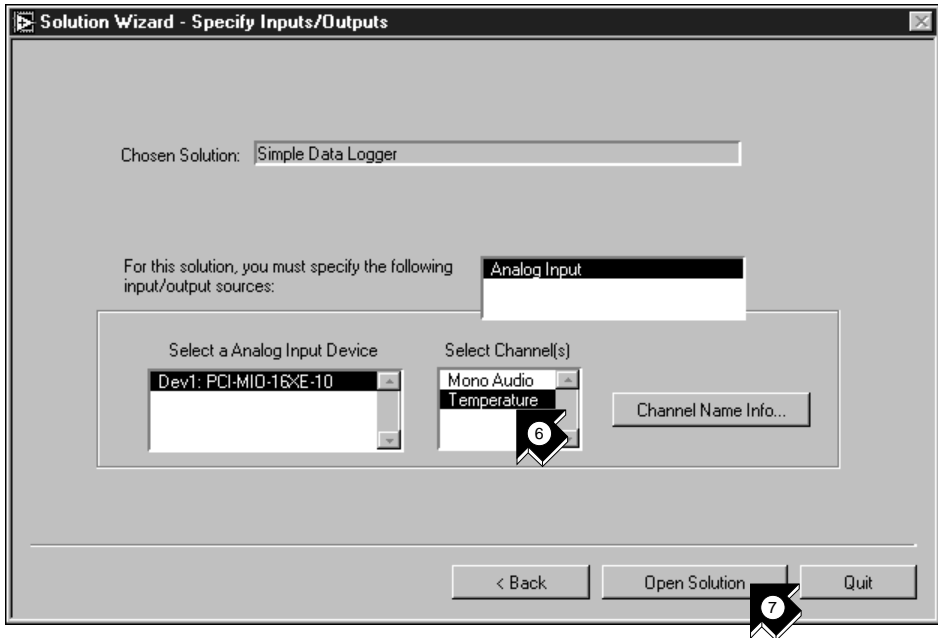 Solution Wizard - Specify Inputs/Outputs
Chosen Solution: Simple Data Logger
For this solution, you must specify the following
input/output sources:
Analog Input
Select a Analog Input Device
Dev1: PCI-MIO-16XE-10
Select Channel(s)
Mono Audio
Temperature
6
Channel Name Info...
< Back
Open Solution
7
Quit